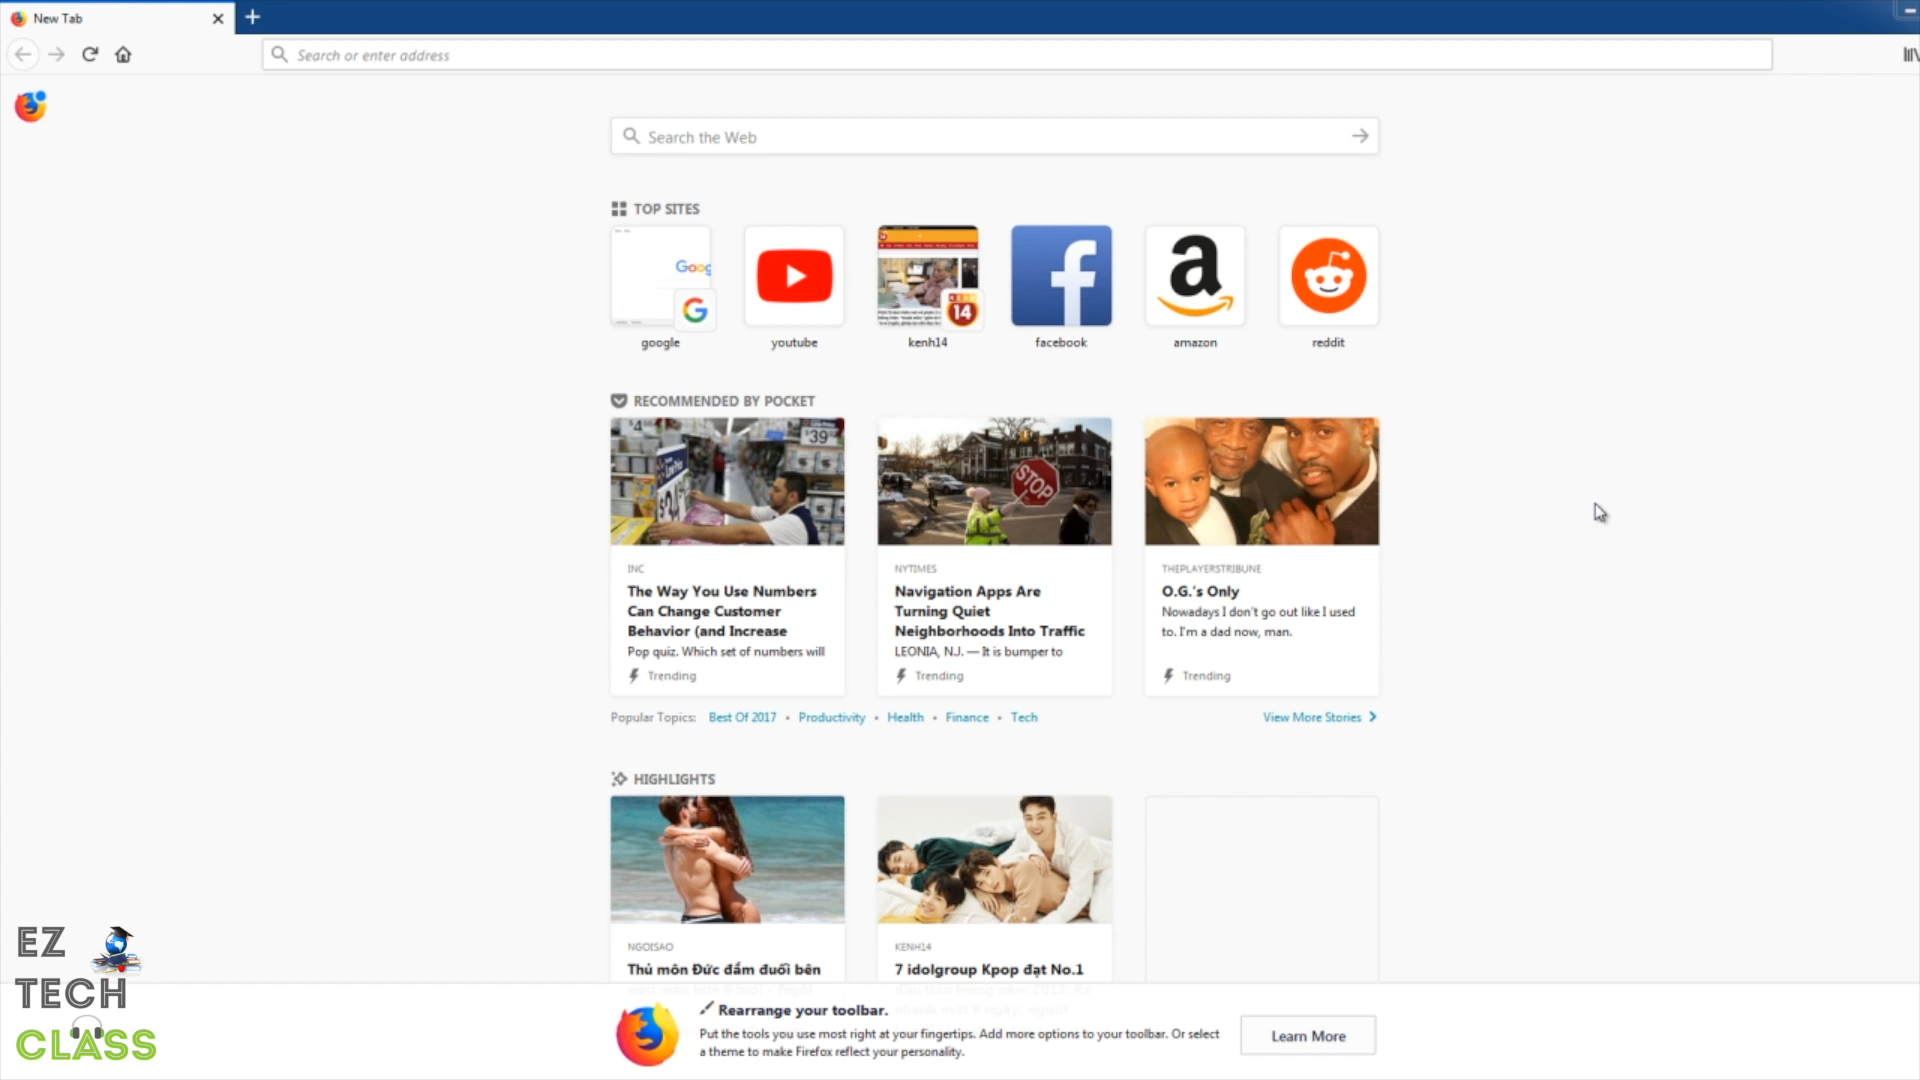 New Tab
Search or enter address
Search the Web
TOP SITES
Goog
G
14
f
a
google
youtube
kenh14
facebook
amazon
reddit
RECOMMENDED BY POCKET
$39
STOP
INC
The Way You Use Numbers
Can Change Customer
Behavior (and Increase
Pop quiz. Which set of numbers will
Trending
NYTIMES
Navigation Apps Are
Turning Quiet
Neighborhoods Into Traffic
LEONIA, N.J. — It is bumper to
Trending
THEPLAYERSTRIBUNE
O.G.'s Only
Nowadays I don't go out like I used
to. I'm a dad now, man.
Trending
Popular Topics: Best Of 2017 • Productivity • Health • Finance • Tech
View More Stories
HIGHLIGHTS
NGOISAO
Thủ môn Đức đắm đuối bên
KENH14
7 idolgroup Kpop đạt No.1
Rearrange your toolbar.
Put the tools you use most right at your fingertips. Add more options to your toolbar. Or select
a theme to make Firefox reflect your personality.
Learn More
EZ
TECH
CLASS